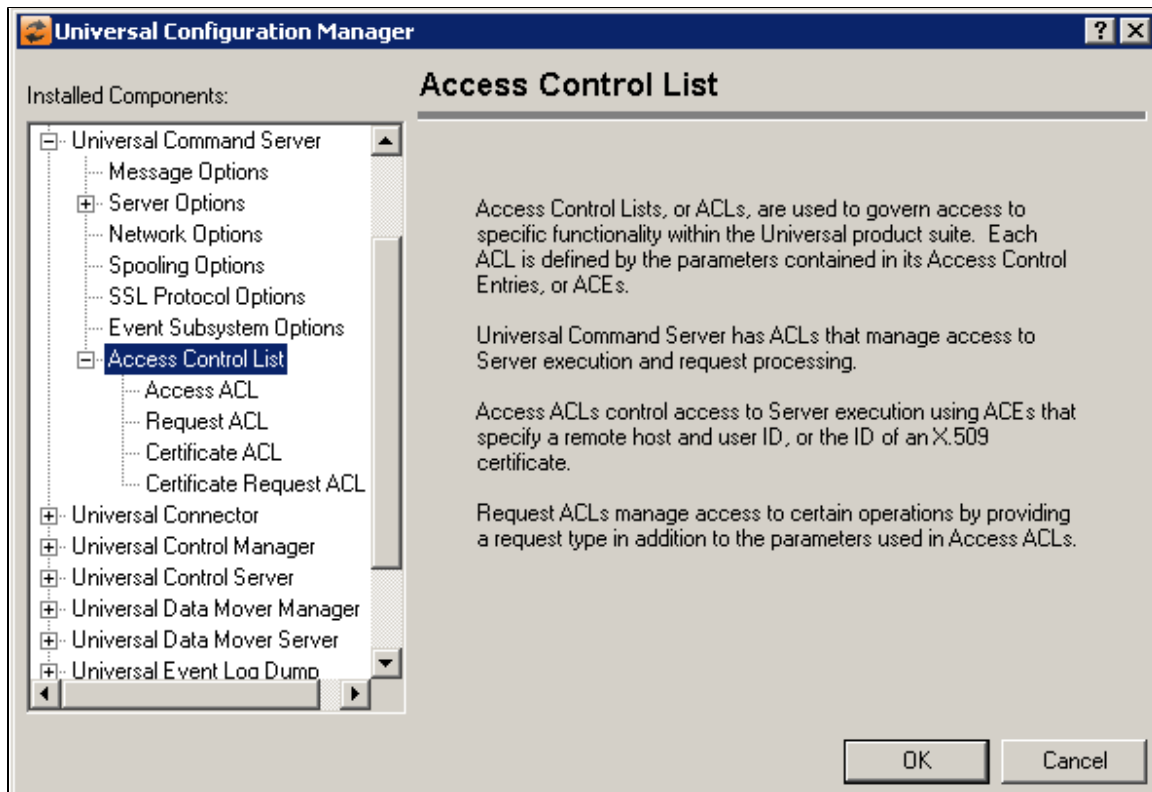 Universal Configuration Manager
Installed Components:
Universal Command Server
Message Options
Server Options
Network Options
Spooling Options
SSL Protocol Options
Event Subsystem Options
Access Control List
Access ACL
Request ACL
Certificate ACL
Certificate Request ACL
Universal Connector
Universal Control Manager
Universal Control Server
Universal Data Mover Manager
Universal Data Mover Server
Universal Event Log Dump
Access Control List
Access Control Lists, or ACLs, are used to govern access to
specific functionality within the Universal product suite. Each
ACL is defined by the parameters contained in its Access Control
Entries, or ACEs.
Universal Command Server has ACLs that manage access to
Server execution and request processing.
Access ACLs control access to Server execution using ACEs that
specify a remote host and user ID, or the ID of an X.509
certificate.
Request ACLs manage access to certain operations by providing
a request type in addition to the parameters used in Access ACLs.
OK
Cancel